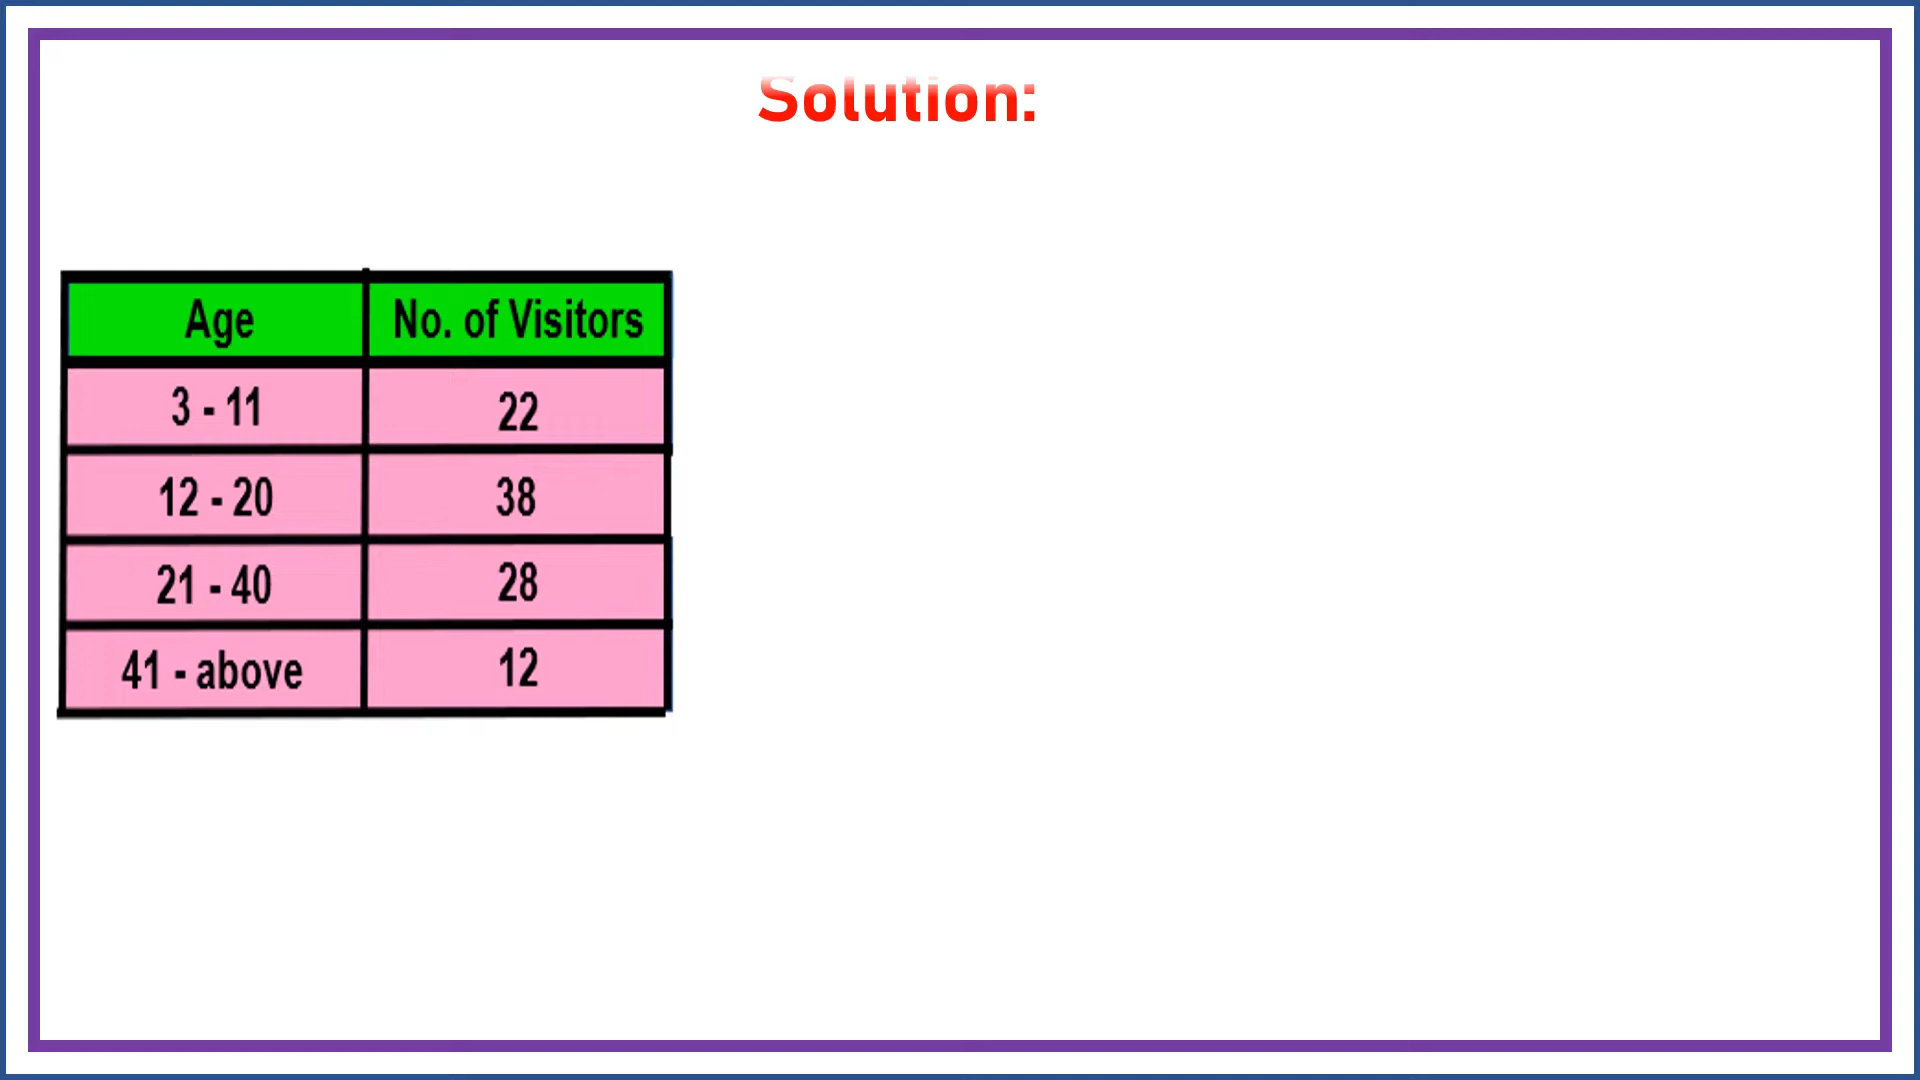 Solution:
Age No. of Visitors
3 - 11 22
12 - 20 38
21 - 40 28
41 - above 12